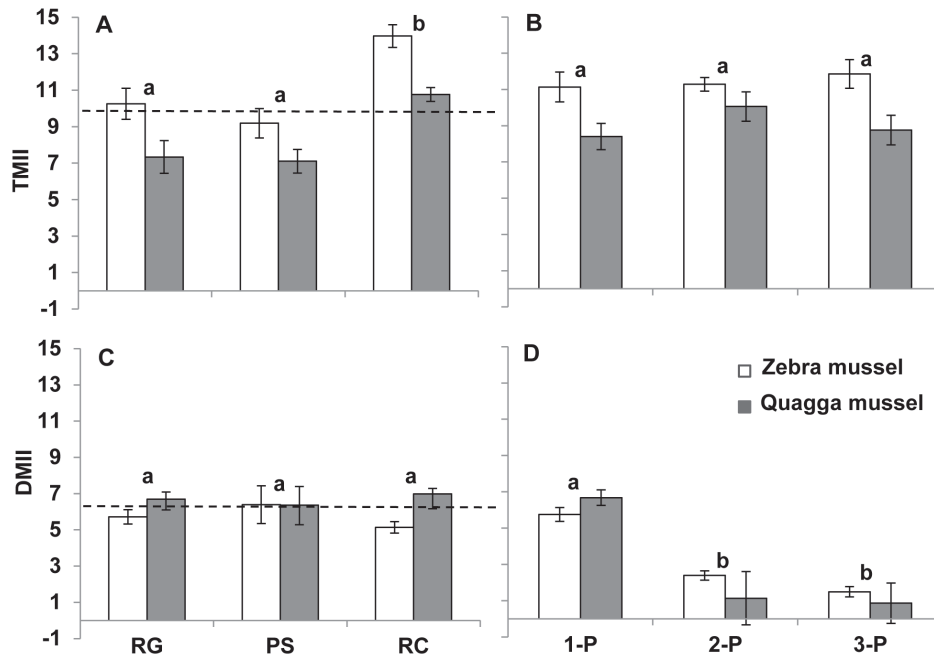 A
B
15
13
11
9
7
5
3
1
-1
TMII
a
a
b
a
a
a
C
D
15
13
11
9
7
5
3
1
-1
DMII
a
a
a
a
b
b
Zebra mussel
Quagga mussel
RG PS RC
1-P 2-P 3-P